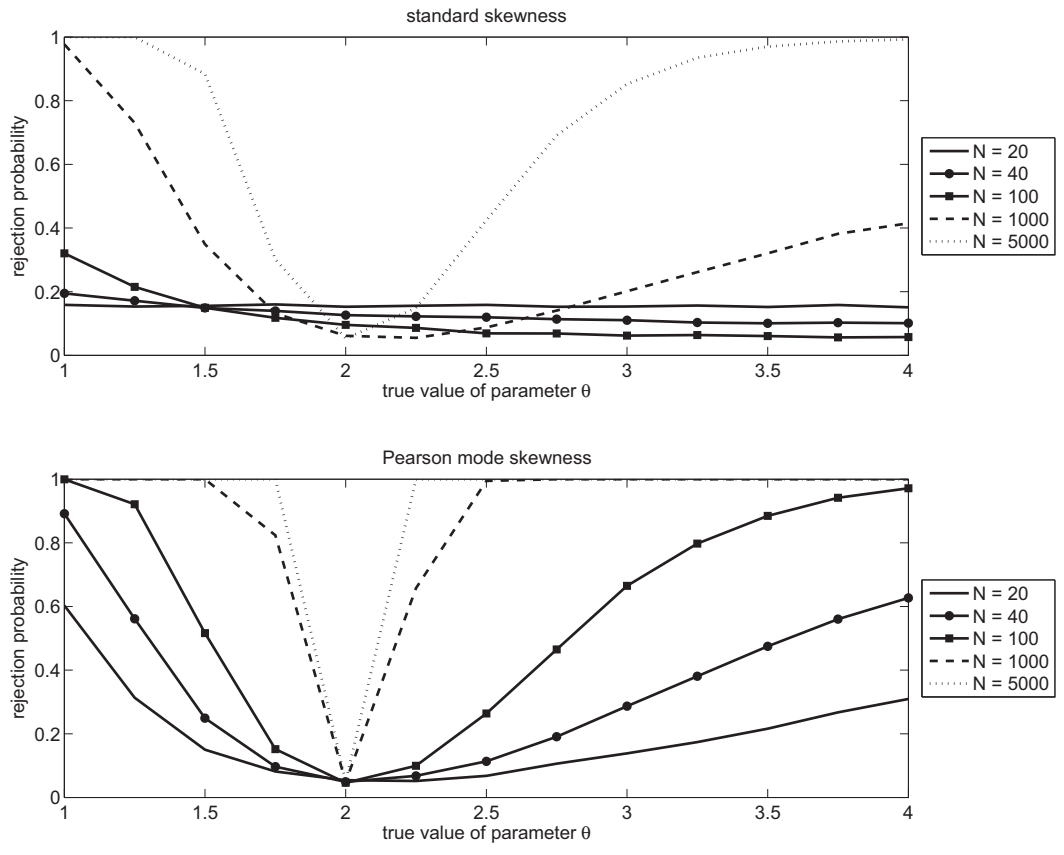 standard skewness
rejection probability
1
0.8
0.6
0.4
0.2
0
1
1.5
2
2.5
3
3.5
4
true value of parameter θ
N = 20
N = 40
N = 100
N = 1000
N = 5000
Pearson mode skewness
rejection probability
1
0.8
0.6
0.4
0.2
0
1
1.5
2
2.5
3
3.5
4
true value of parameter θ
N = 20
N = 40
N = 100
N = 1000
N = 5000